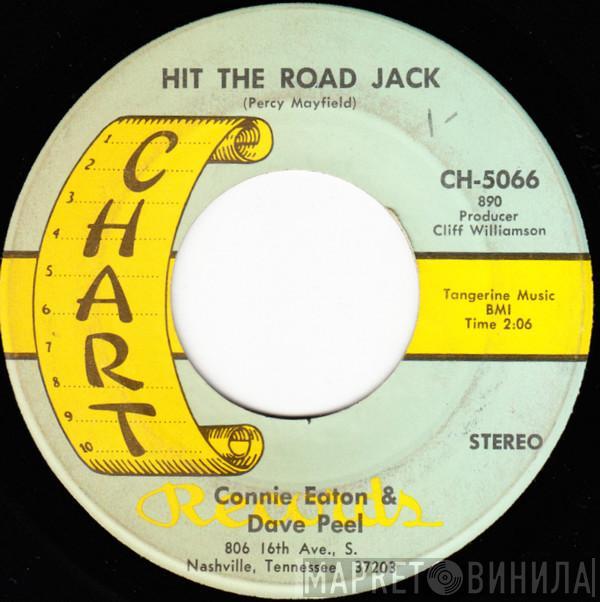 HIT THE ROAD JACK
(Percy Mayfield)
CHART
1
2
3
4
5
6
7
8
9
10
CH-5066
890
Producer
Cliff Williamson
Tangerine Music
BMI
Time 2:06
STEREO
Records
Connie Eaton &
Dave Peel
806 16th Ave., S.
Nashville, Tennessee 37203
МАРКЕТ ВИНИЛА